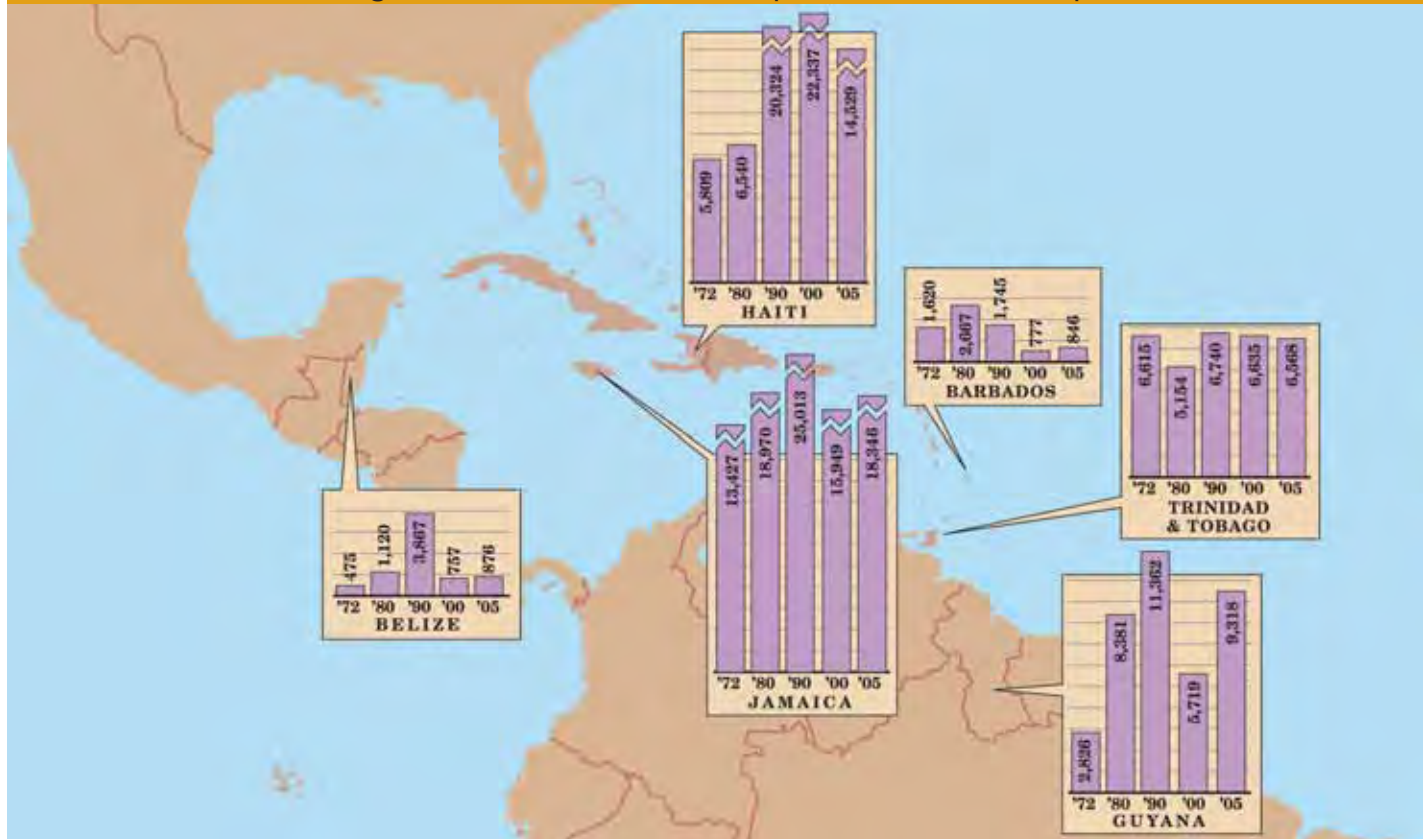 5,809
6,540
20,324
22,337
14,529
'72 '80 '90 '00 '05
HAITI
1,620
2,667
1,745
777
846
'72 '80 '90 '00 '05
BARBADOS
6,615
5,154
6,740
6,635
6,568
'72 '80 '90 '00 '05
TRINIDAD
& TOBAGO
13,427
18,970
25,013
15,949
18,346
'72 '80 '90 '00 '05
JAMAICA
475
1,120
3,867
757
876
'72 '80 '90 '00 '05
BELIZE
2,826
8,381
11,362
5,719
9,318
'72 '80 '90 '00 '05
GUYANA